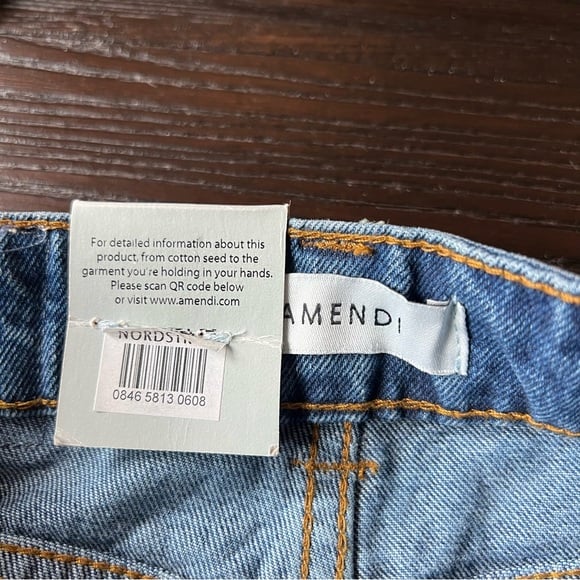 For detailed information about this
product, from cotton seed to the
garment you're holding in your hands.
Please scan QR code below
or visit www.amendi.com
AMENDI
0846 5813 0608